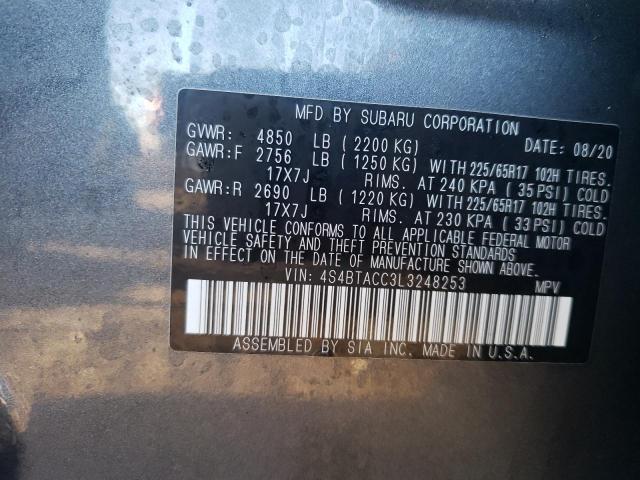 MFD BY SUBARU CORPORATION
GVWR: 4850 LB (2200 KG) DATE: 08/20
GAWR:F 2756 LB (1250 KG) WITH 225/65R17 102H TIRES.
17X7J RIMS. AT 240 KPA (35 PSI) COLD
GAWR:R 2690 LB (1220 KG) WITH 225/65R17 102H TIRES.
17X7J RIMS. AT 230 KPA (33 PSI) COLD
THIS VEHICLE CONFORMS TO ALL APPLICABLE FEDERAL MOTOR
VEHICLE SAFETY AND THEFT PREVENTION STANDARDS
IN EFFECT ON THE DATE OF MANUFACTURE SHOWN ABOVE.
VIN: 4S4BTACC3L3248253 MPV
ASSEMBLED BY SIA INC. MADE IN U.S.A.